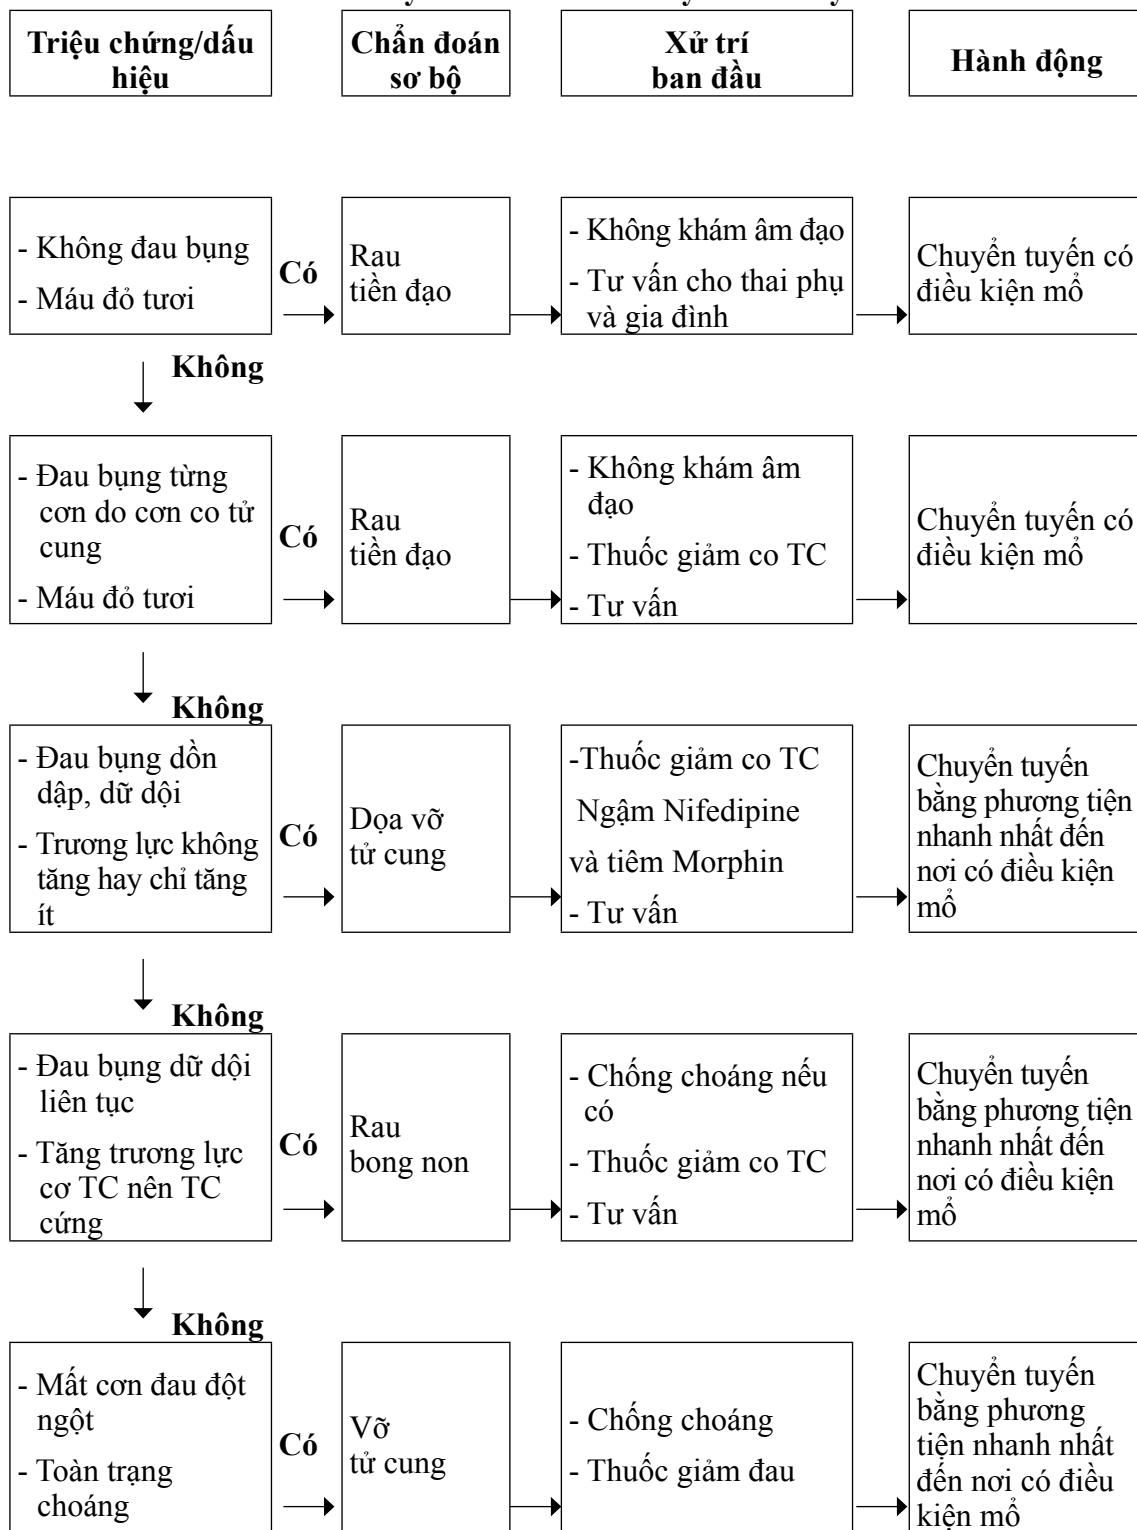 Triệu chứng/dấu
hiệu
Chẩn đoán
sơ bộ
Xử trí
ban đầu
Hành động
- Không đau bụng
- Máu đỏ tươi
Có
Rau
tiền đạo
- Không khám âm đạo
- Tư vấn cho thai phụ
và gia đình
Chuyển tuyến có
điều kiện mổ
Không
- Đau bụng từng
cơn do cơn co tử
cung
- Máu đỏ tươi
Có
Rau
tiền đạo
- Không khám âm
đạo
- Thuốc giảm co TC
- Tư vấn
Chuyển tuyến có
điều kiện mổ
Không
- Đau bụng dồn
dập, dữ dội
- Trương lực không
tăng hay chỉ tăng
ít
Có
Dọa vỡ
tử cung
-Thuốc giảm co TC
Ngậm Nifedipine
và tiêm Morphin
- Tư vấn
Chuyển tuyến
bằng phương tiện
nhanh nhất đến
nơi có điều kiện
mổ
Không
- Đau bụng dữ dội
liên tục
- Tăng trương lực
cơ TC nên TC
cứng
Có
Rau
bong non
- Chống choáng nếu
có
- Thuốc giảm co TC
- Tư vấn
Chuyển tuyến
bằng phương tiện
nhanh nhất đến
nơi có điều kiện
mổ
Không
- Mất cơn đau đột
ngột
- Toàn trạng
choáng
Có
Vỡ
tử cung
- Chống choáng
- Thuốc giảm đau
Chuyển tuyến
bằng phương
tiện nhanh nhất
đến nơi có điều
kiện mổ